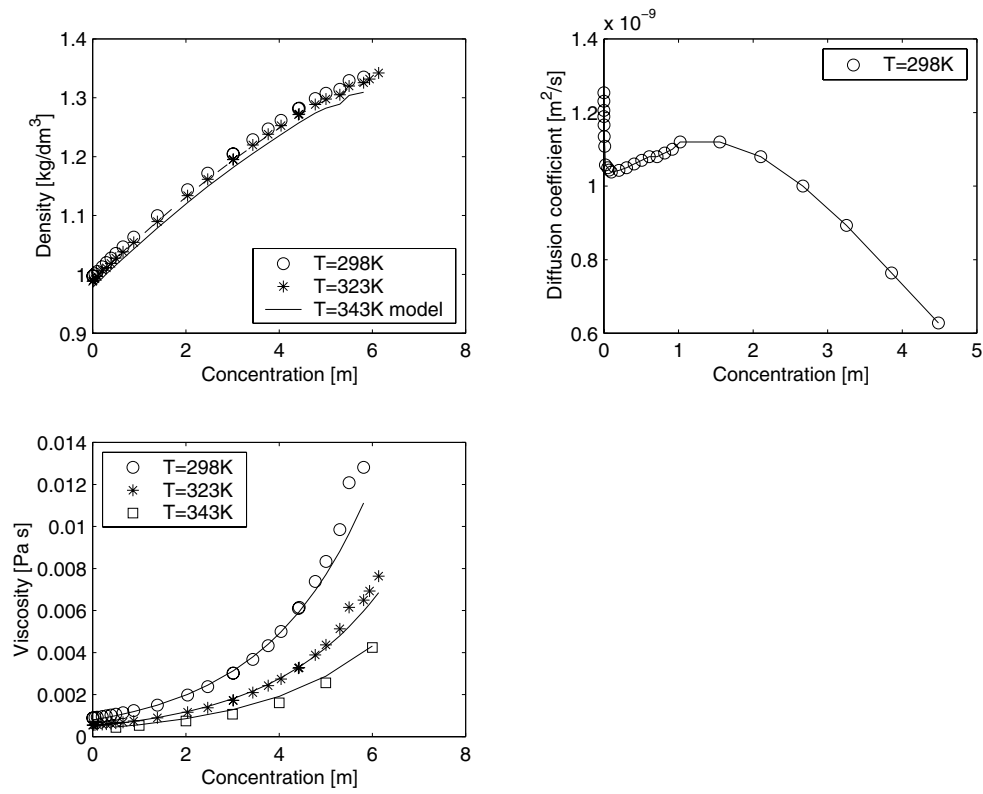 1.4
1.3
1.2
1.1
1
0.9
0
2
4
6
8
Density [kg/dm³]
Concentration [m]
T=298K
T=323K
T=343K model
x 10⁻⁹
1.4
1.2
1
0.8
0.6
0
1
2
3
4
5
Diffusion coefficient [m²/s]
Concentration [m]
T=298K
0.014
0.012
0.01
0.008
0.006
0.004
0.002
0
0
2
4
6
8
Viscosity [Pa s]
Concentration [m]
T=298K
T=323K
T=343K